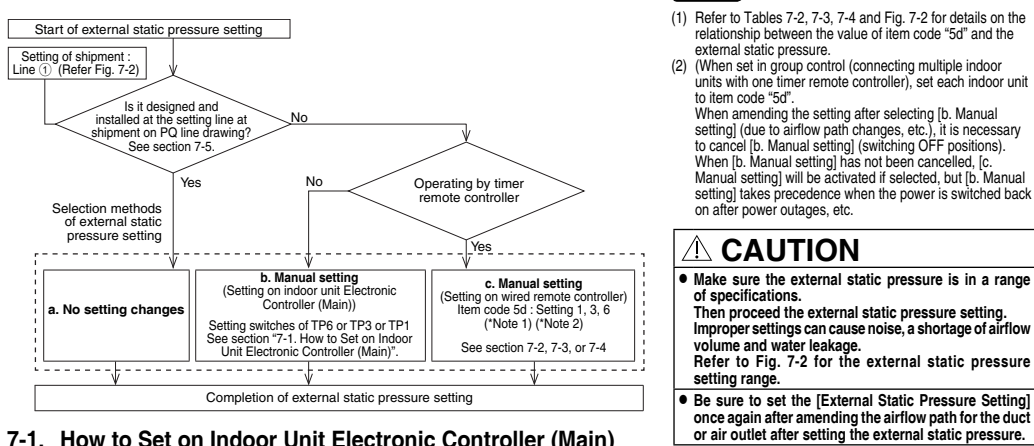 Start of external static pressure setting
Setting of shipment :
Line ① (Refer Fig. 7-2)
Is it designed and
installed at the setting line at
shipment on PQ line drawing?
See section 7-5.
No
Yes
Selection methods
of external static
pressure setting
Operating by timer
remote controller
No
Yes
a. No setting changes
b. Manual setting
(Setting on indoor unit Electronic
Controller (Main))
Setting switches of TP6 or TP3 or TP1
See section "7-1. How to Set on Indoor
Unit Electronic Controller (Main)".
c. Manual setting
(Setting on wired remote controller)
Item code 5d : Setting 1, 3, 6
(*Note 1) (*Note 2)
See section 7-2, 7-3, or 7-4
Completion of external static pressure setting
7-1. How to Set on Indoor Unit Electronic Controller (Main)
(1) Refer to Tables 7-2, 7-3, 7-4 and Fig. 7-2 for details on the
relationship between the value of item code "5d" and the
external static pressure.
(2) (When set in group control (connecting multiple indoor
units with one timer remote controller), set each indoor unit
to item code "5d".
When amending the setting after selecting [b. Manual
setting] (due to airflow path changes, etc.), it is necessary
to cancel [b. Manual setting] (switching OFF positions).
When [b. Manual setting] has not been cancelled, [c.
Manual setting] will be activated if selected, but [b. Manual
setting] takes precedence when the power is switched back
on after power outages, etc.
CAUTION
● Make sure the external static pressure is in a range
of specifications.
Then proceed the external static pressure setting.
Improper settings can cause noise, a shortage of airflow
volume and water leakage.
Refer to Fig. 7-2 for the external static pressure
setting range.
● Be sure to set the [External Static Pressure Setting]
once again after amending the airflow path for the duct
or air outlet after setting the external static pressure.